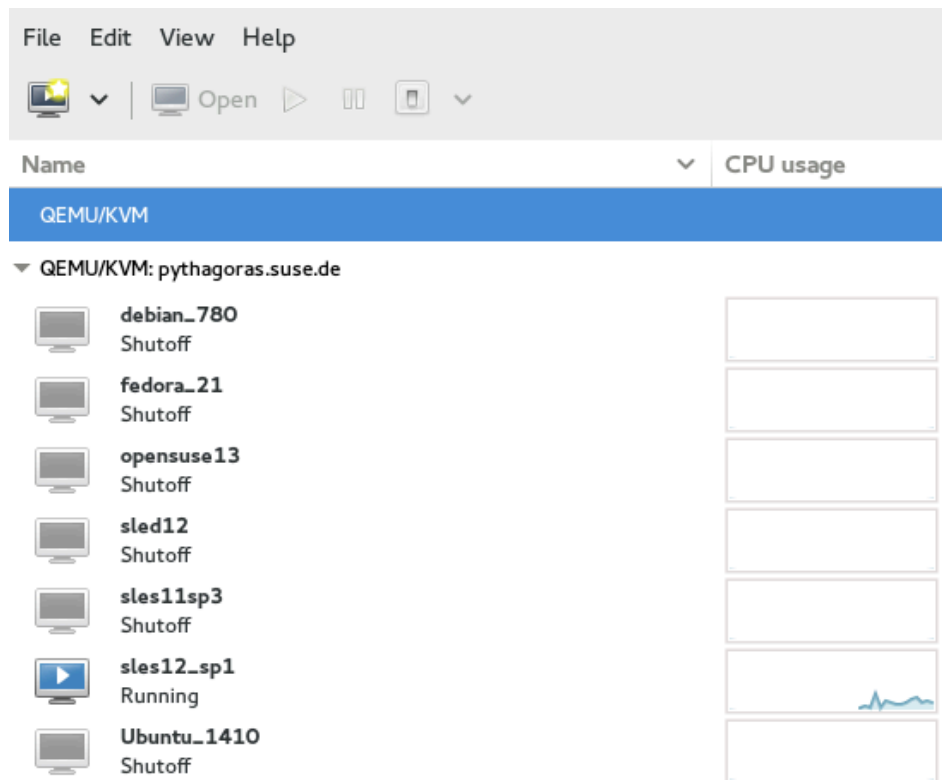 File Edit View Help
Open
Name CPU usage
QEMU/KVM
QEMU/KVM: pythagoras.suse.de
debian_780
Shutoff
fedora_21
Shutoff
opensuse13
Shutoff
sled12
Shutoff
sles11sp3
Shutoff
sles12_sp1
Running
Ubuntu_1410
Shutoff